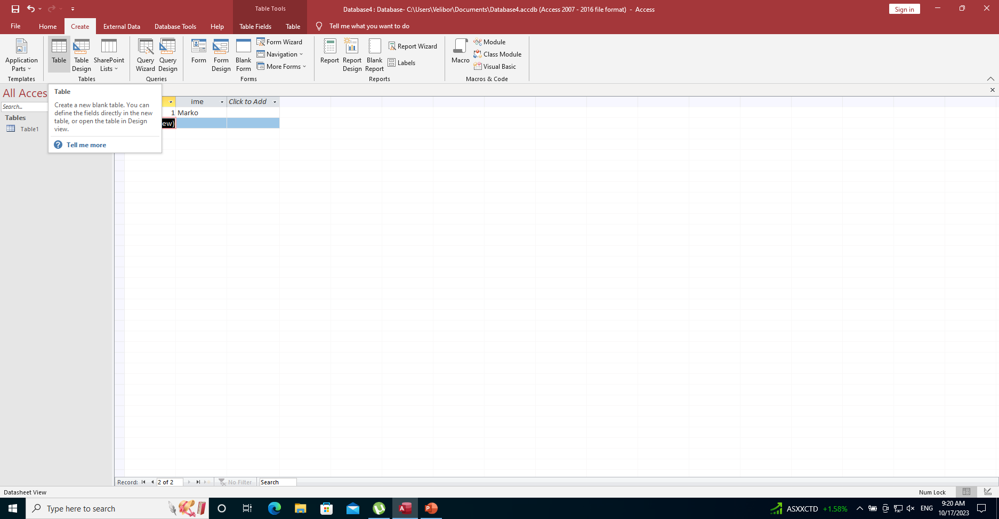 Table Tools
Database4 : Database- C:\Users\Velibor\Documents\Database4.accdb (Access 2007 - 2016 file format) - Access
Sign in
File Home Create External Data Database Tools Help Table Fields Table Tell me what you want to do
Application Parts
Templates
Table
Table Design
SharePoint Lists
Tables
Query Wizard
Query Design
Queries
Form
Form Design
Blank Form
Form Wizard
Navigation
More Forms
Forms
Report
Report Design
Blank Report
Report Wizard
Labels
Reports
Macro
Module
Class Module
Visual Basic
Macros & Code
All Acces
Search...
Tables
Table1
Table
Create a new blank table. You can
define the fields directly in the new
table, or open the table in Design
view.
? Tell me more
ime Click to Add
1 Marko
ew)
Record: 2 of 2 No Filter Search
Datasheet View
Num Lock
Type here to search
ASXXCTD +1.58%
ENG
9:20 AM
10/17/2023